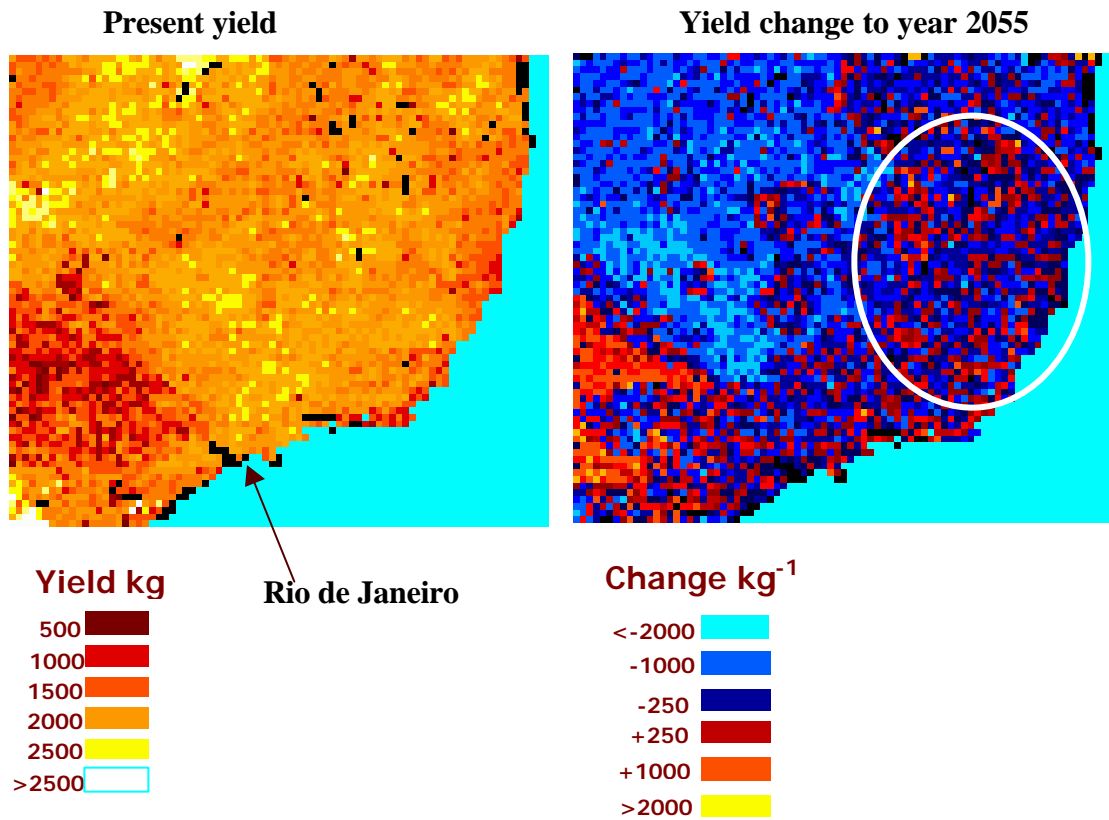 Present yield
Yield change to year 2055
Rio de Janeiro
Yield kg
500
1000
1500
2000
2500
>2500
Change kg-1
<-2000
-1000
-250
+250
+1000
>2000